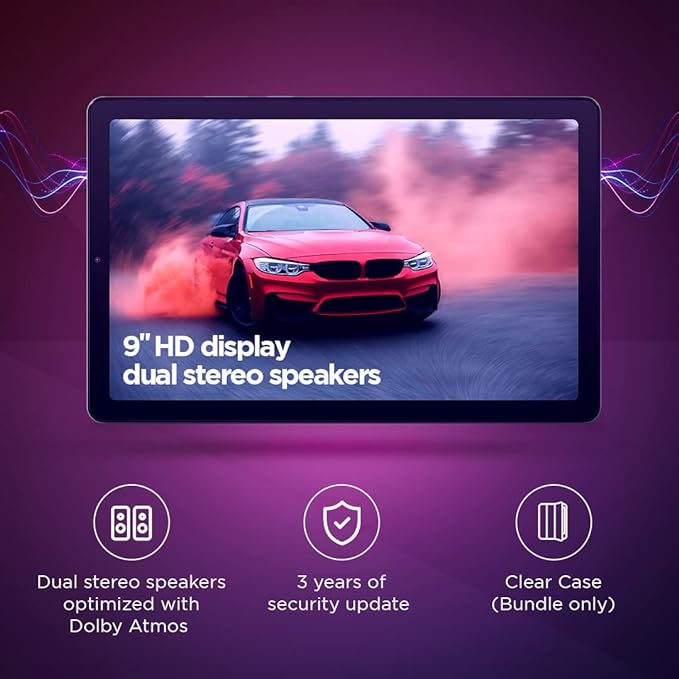 9" HD display
dual stereo speakers
Dual stereo speakers
optimized with
Dolby Atmos
3 years of
security update
Clear Case
(Bundle only)